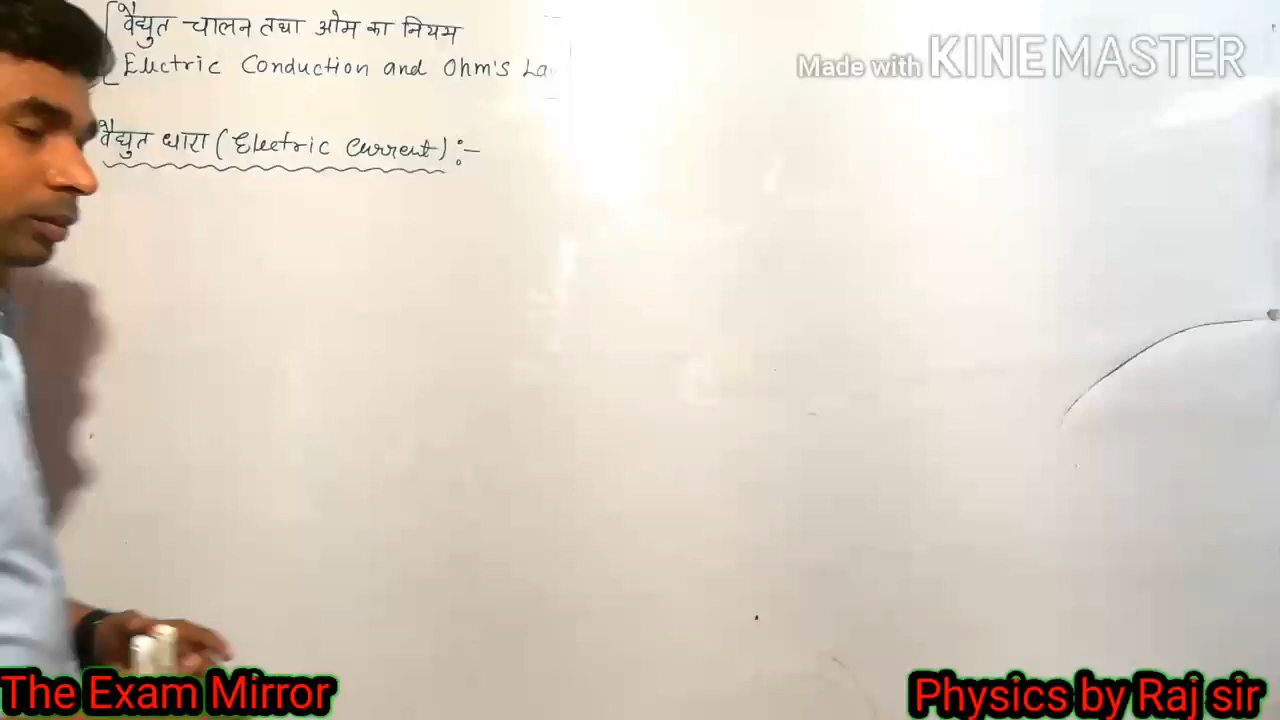 वैद्युत चालन तथा ओम का नियम
Made with KINEMASTER
Electric Conduction and Ohm's
वैद्युत धारा (Electric Current) :-
The Exam Mirror
Physics by Raj sir